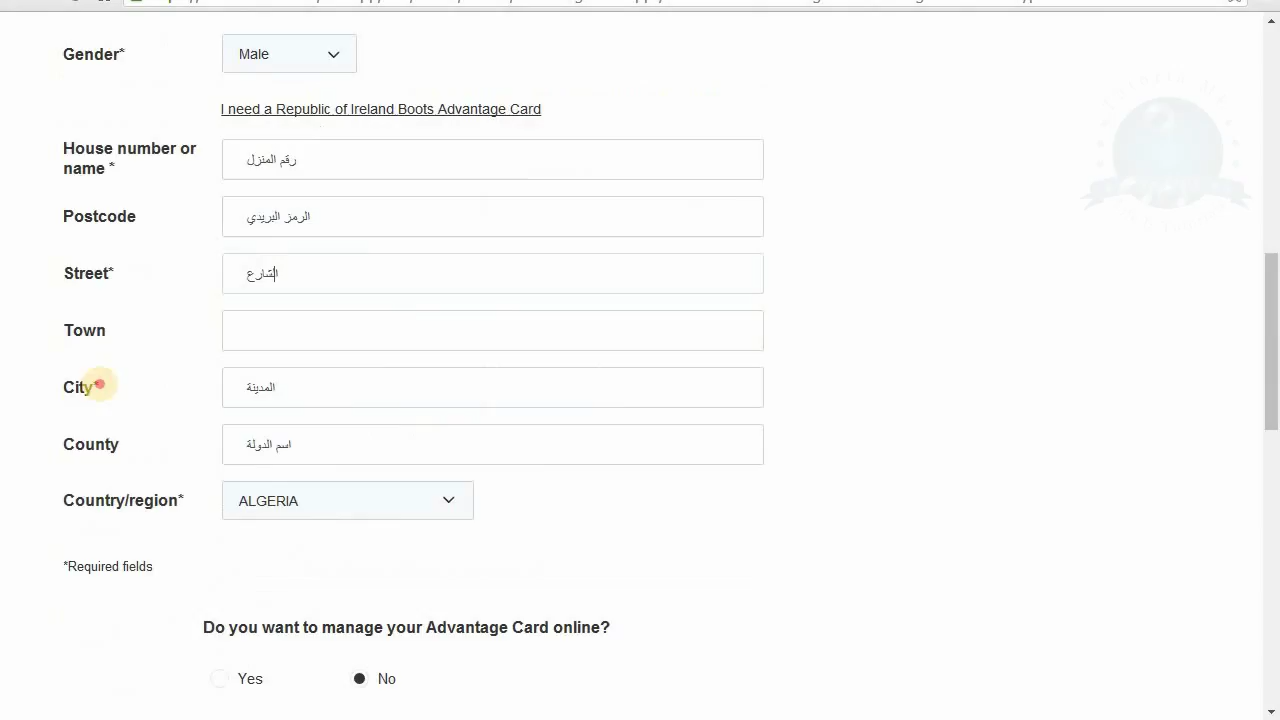 Gender*
Male
I need a Republic of Ireland Boots Advantage Card
House number or
name *
رقم المنزل
Postcode
الرمز البريدي
Street*
الشارع
Town
City*
المدينة
County
اسم الدولة
Country/region*
ALGERIA
*Required fields
Do you want to manage your Advantage Card online?
Yes
No